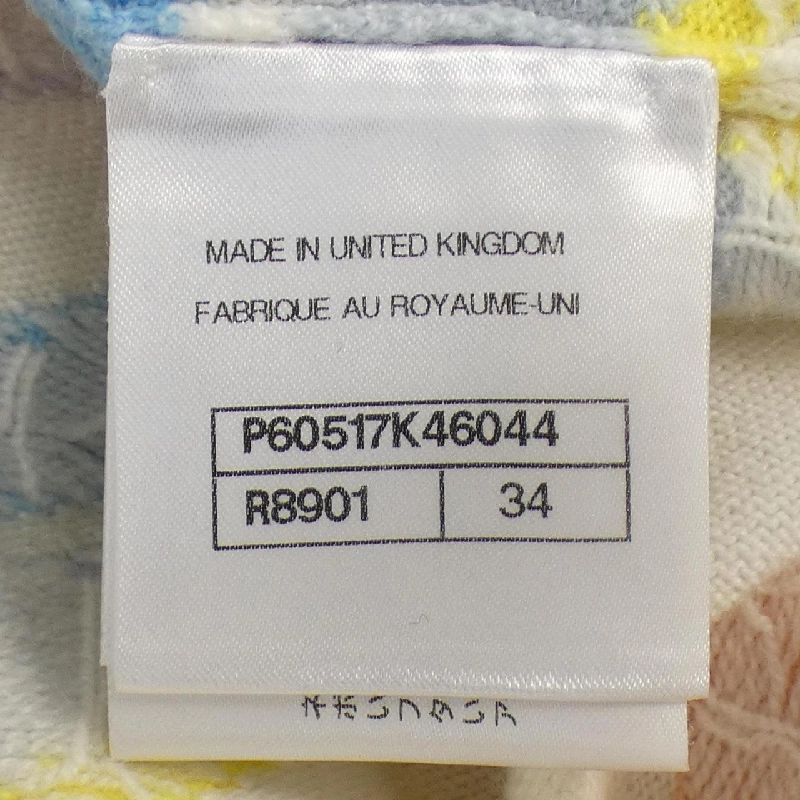 MADE IN UNITED KINGDOM
FABRIQUE AU ROYAUME-UNI
P60517K46044
R8901
34